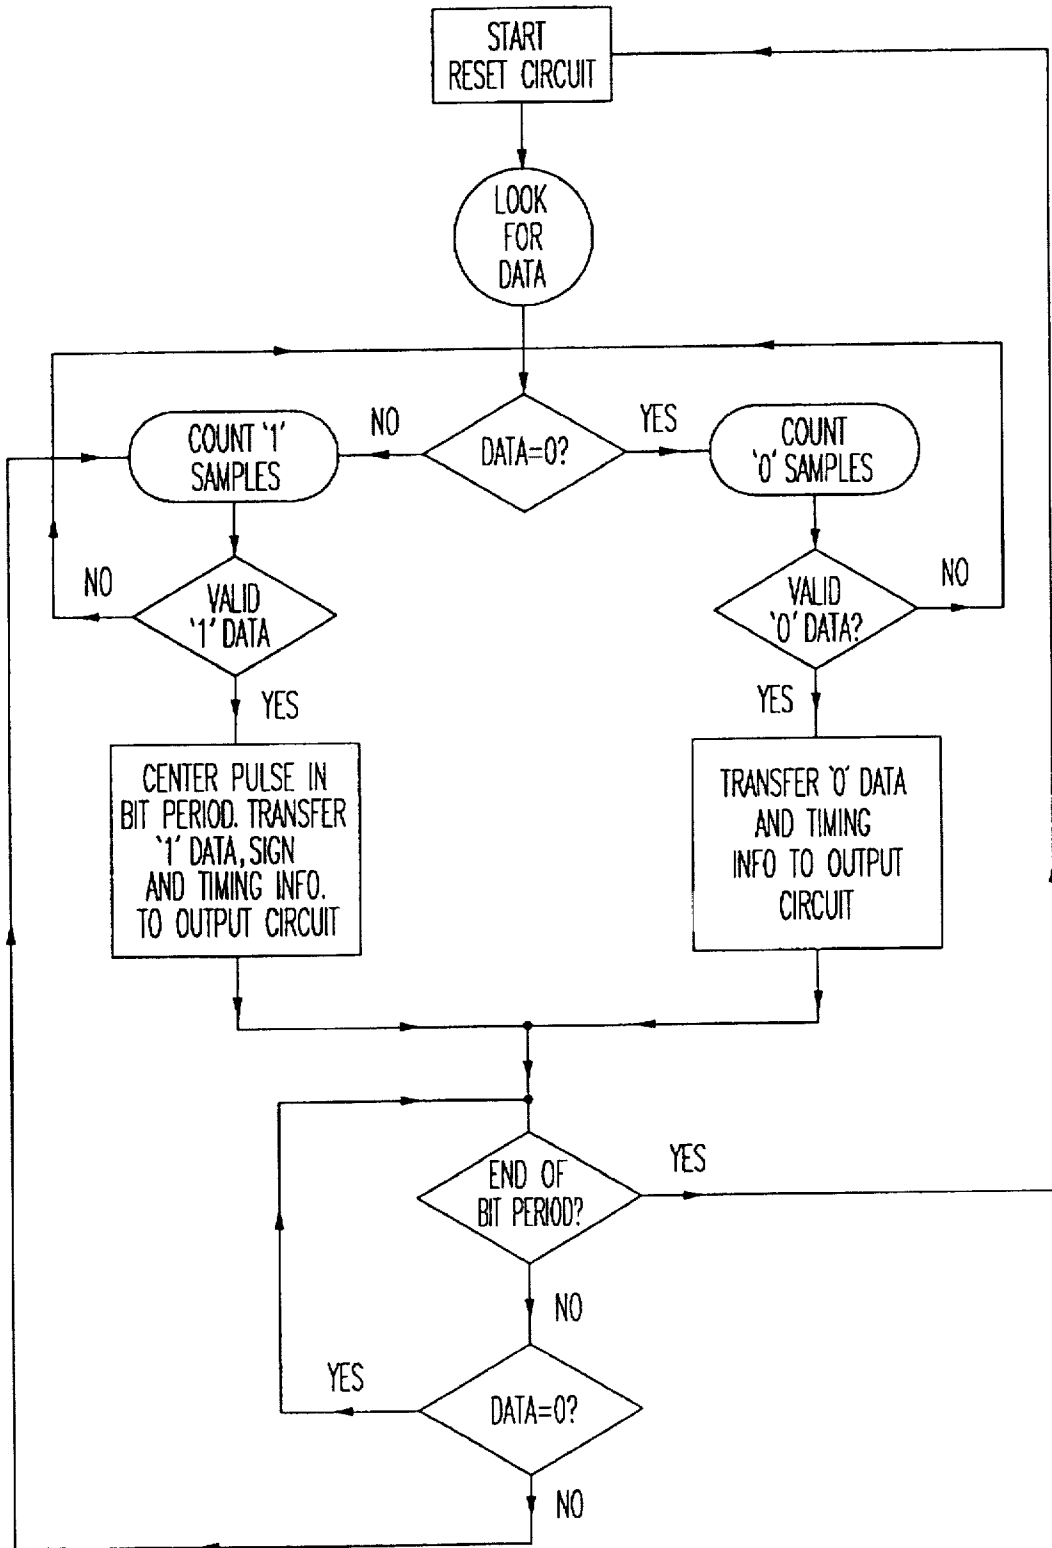 START
RESET CIRCUIT
LOOK
FOR
DATA
DATA=0?
NO
YES
COUNT '1'
SAMPLES
COUNT
'0' SAMPLES
VALID
'1' DATA
NO
YES
VALID
'0' DATA?
NO
YES
CENTER PULSE IN
BIT PERIOD. TRANSFER
'1' DATA, SIGN
AND TIMING INFO.
TO OUTPUT CIRCUIT
TRANSFER '0' DATA
AND TIMING
INFO TO OUTPUT
CIRCUIT
END OF
BIT PERIOD?
YES
NO
DATA=0?
YES
NO